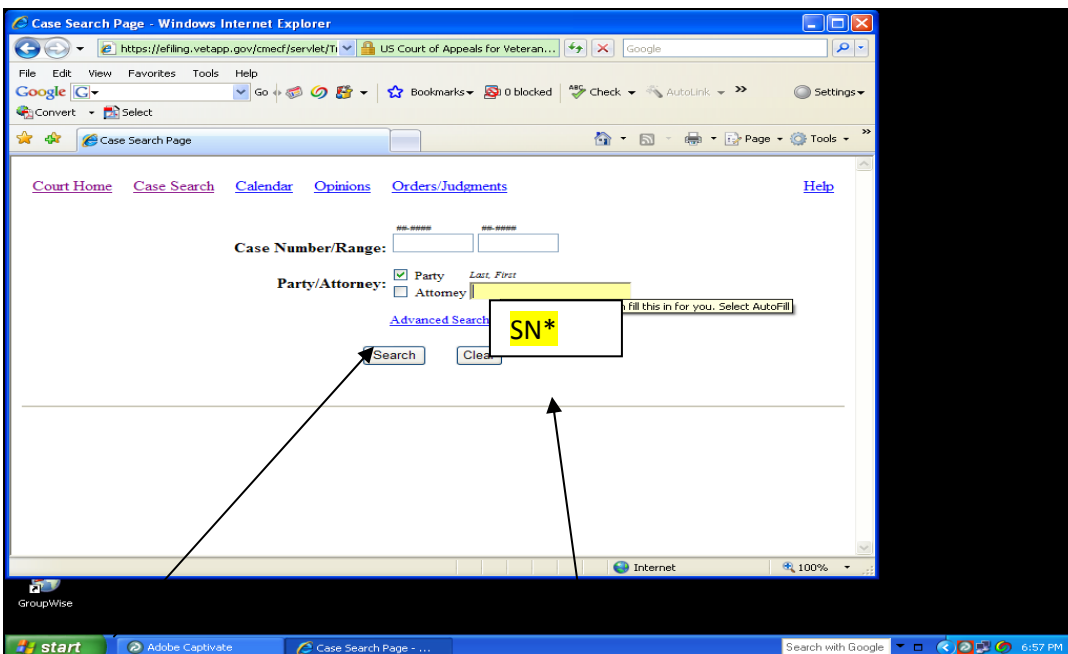 Case Search Page - Windows Internet Explorer
https://efiling.vetapp.gov/cmecf/servlet/Tr US Court of Appeals for Veteran... Google
File Edit View Favorites Tools Help
Google G Go Bookmarks 0 blocked ABC Check AutoLink >> Settings
Convert Select
Case Search Page Page Tools >>
Court Home Case Search Calendar Opinions Orders/Judgments Help
##-#### ##-####
Case Number/Range:
Party/Attorney: Party Last, First
Attorney
fill this in for you. Select AutoFill
Advanced Search
SN*
Search Clear
Internet 100%
GroupWise
start Adobe Captivate Case Search Page - ... Search with Google 6:57 PM